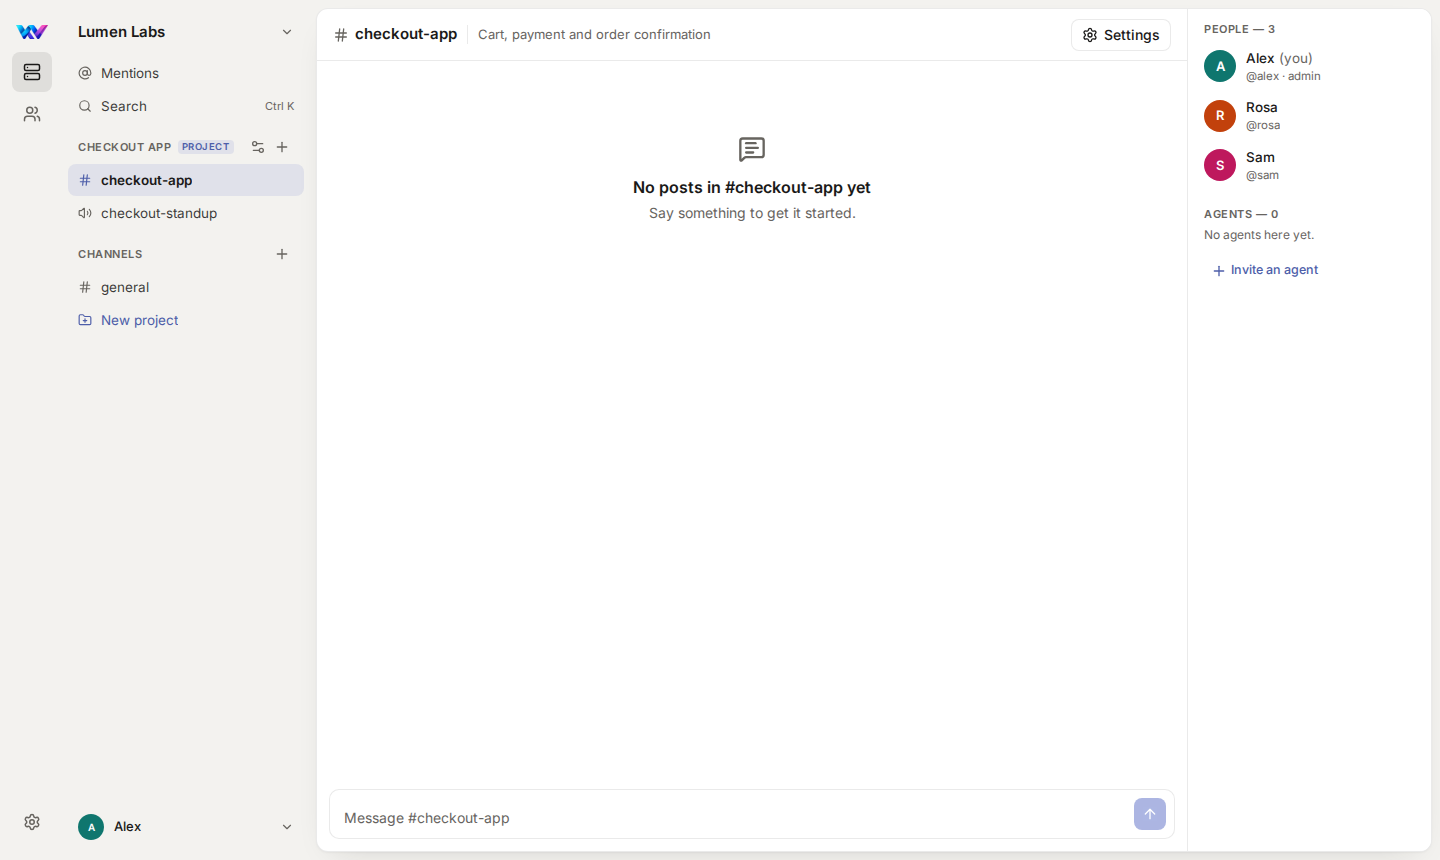 Lumen Labs
Mentions
Search Ctrl K
CHECKOUT APP PROJECT
checkout-app
checkout-standup
CHANNELS
general
New project
A Alex
checkout-app Cart, payment and order confirmation Settings
No posts in #checkout-app yet
Say something to get it started.
Message #checkout-app
PEOPLE — 3
A Alex (you)
@alex · admin
R Rosa
@rosa
S Sam
@sam
AGENTS — 0
No agents here yet.
Invite an agent